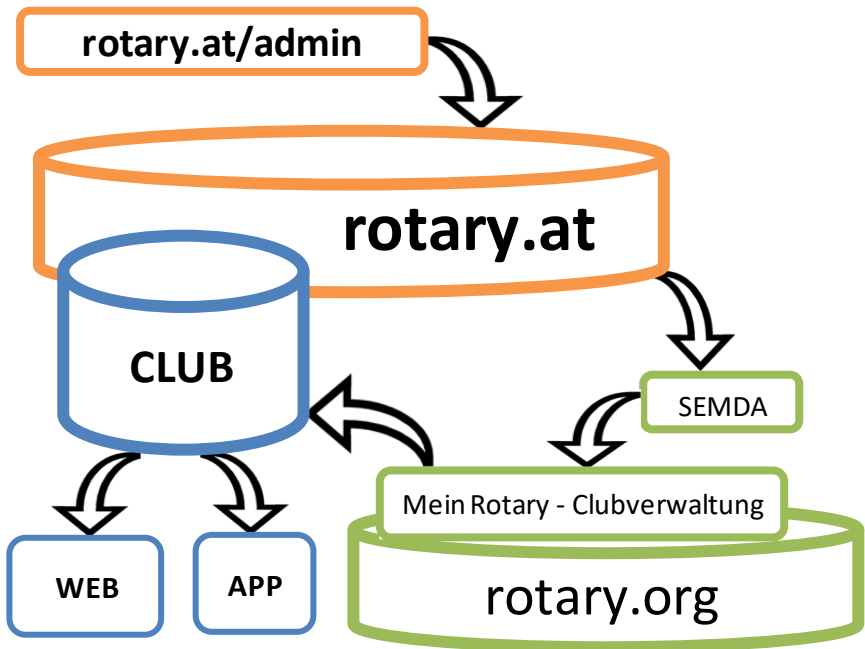 rotary.at/admin
rotary.at
CLUB
SEMDA
Mein Rotary - Clubverwaltung
WEB
APP
rotary.org